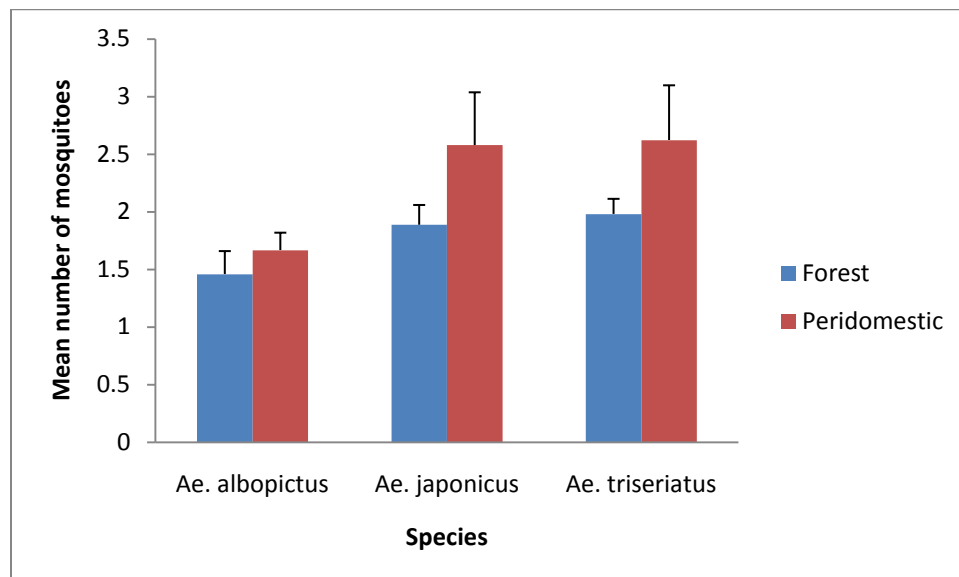 Mean number of mosquitoes
3.5
3
2.5
2
1.5
1
0.5
0
Ae. albopictus
Ae. japonicus
Ae. triseriatus
Species
Forest
Peridomestic